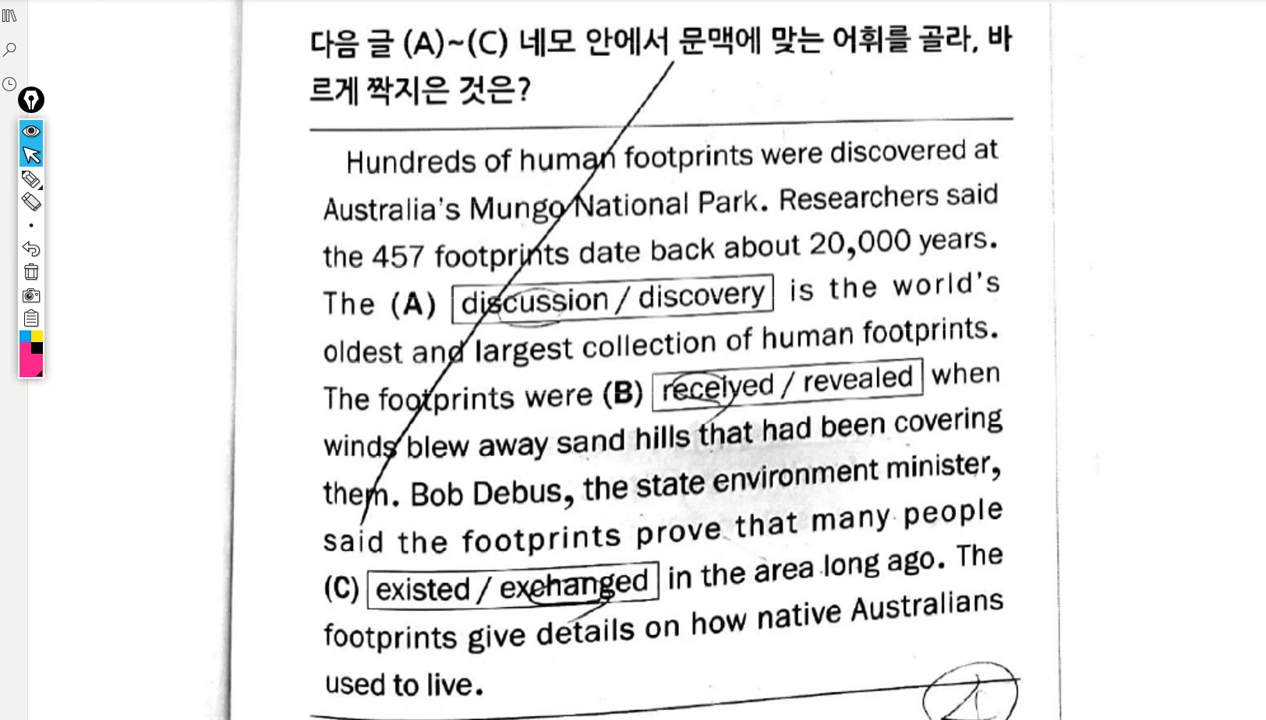 다음 글 (A)~(C) 네모 안에서 문맥에 맞는 어휘를 골라, 바
르게 짝지은 것은?
Hundreds of human footprints were discovered at
Australia's Mungo National Park. Researchers said
the 457 footprints date back about 20,000 years.
The (A) discussion / discovery is the world's
oldest and largest collection of human footprints.
The footprints were (B) received / revealed when
winds blew away sand hills that had been covering
them. Bob Debus, the state environment minister,
said the footprints prove that many people
(C) existed / exchanged in the area long ago. The
footprints give details on how native Australians
used to live.